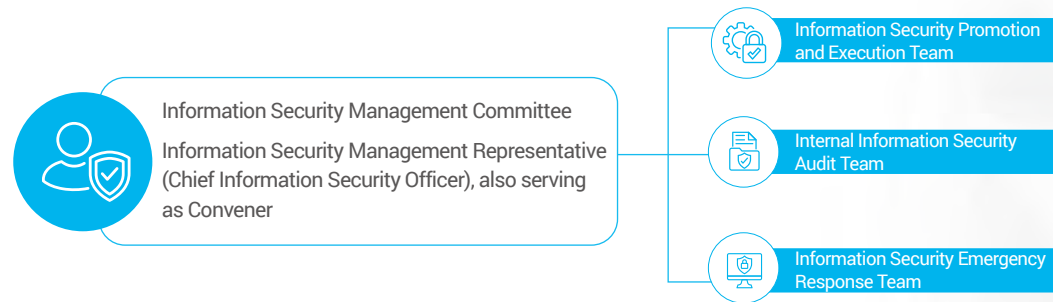 Information Security Management Committee
Information Security Management Representative
(Chief Information Security Officer), also serving
as Convener
Information Security Promotion
and Execution Team
Internal Information Security
Audit Team
Information Security Emergency
Response Team